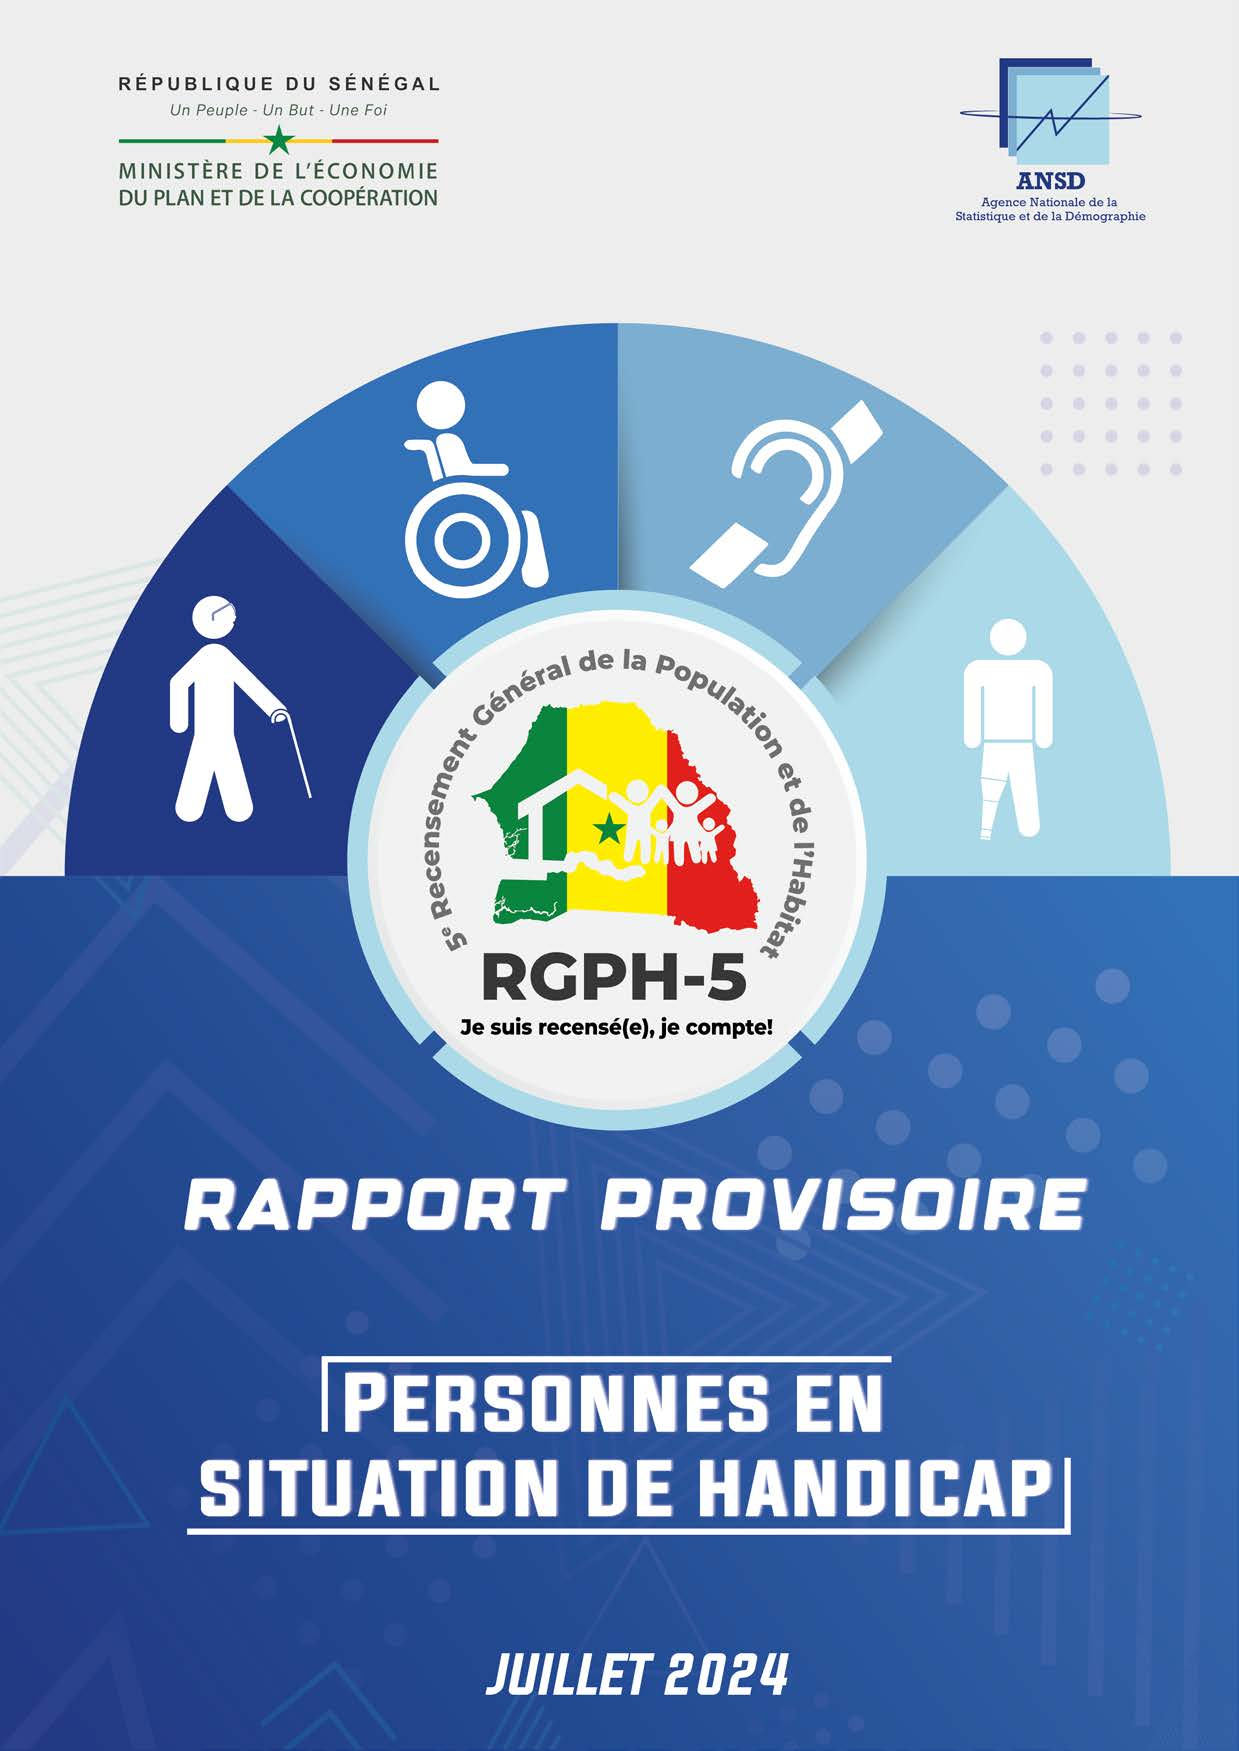 RÉPUBLIQUE DU SÉNÉGAL
Un Peuple - Un But - Une Foi
MINISTÈRE DE L'ÉCONOMIE
DU PLAN ET DE LA COOPÉRATION
ANSD
Agence Nationale de la
Statistique et de la Démographie
5e Recensement Général de la Population et de l'Habitat
RGPH-5
Je suis recensé(e), je compte!
RAPPORT PROVISOIRE
PERSONNES EN
SITUATION DE HANDICAP
JUILLET 2024